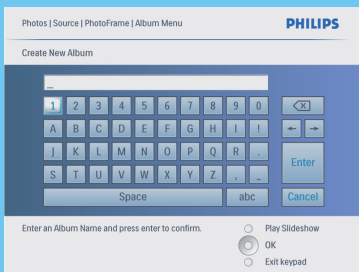 Photos | Source | PhotoFrame | Album Menu
PHILIPS
Create New Album
_
1 2 3 4 5 6 7 8 9 0
A B C D E F G H I !
J K L M N O P Q R .
Enter
S T U V W X Y Z , _
Space abc Cancel
Enter an Album Name and press enter to confirm.
Play Slideshow
OK
Exit keypad